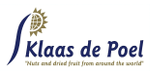 Klaas de Poel
"Nuts and dried fruit from around the world"